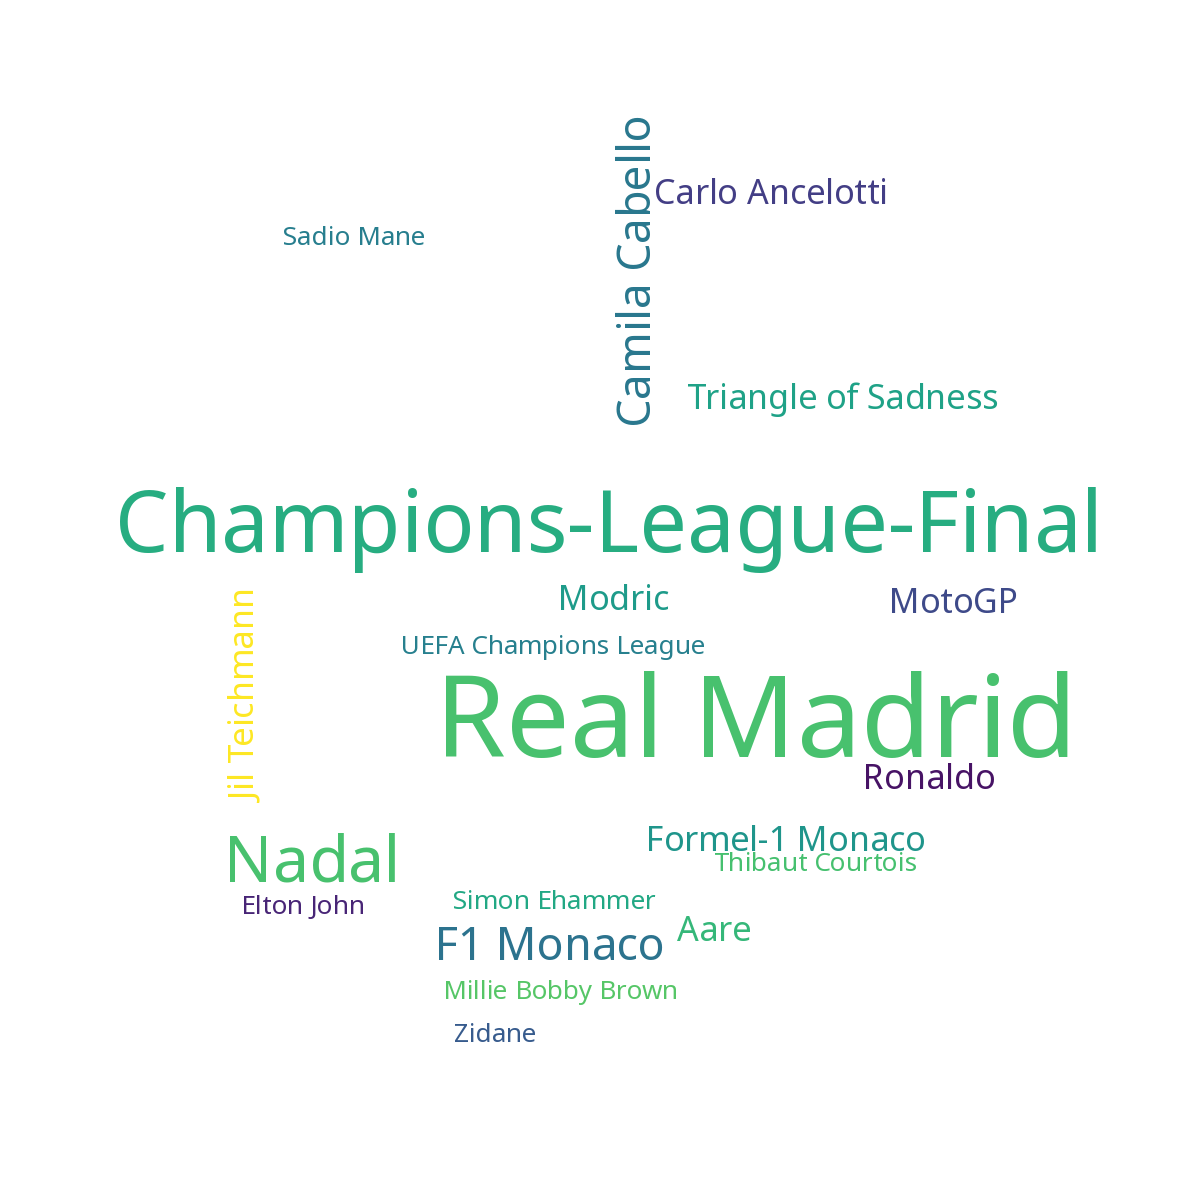 Camila Cabello
Carlo Ancelotti
Sadio Mane
Triangle of Sadness
Champions-League-Final
Modric
MotoGP
Jil Teichmann
UEFA Champions League
Real Madrid
Ronaldo
Formel-1 Monaco
Nadal
Thibaut Courtois
Elton John
Simon Ehammer
Aare
F1 Monaco
Millie Bobby Brown
Zidane